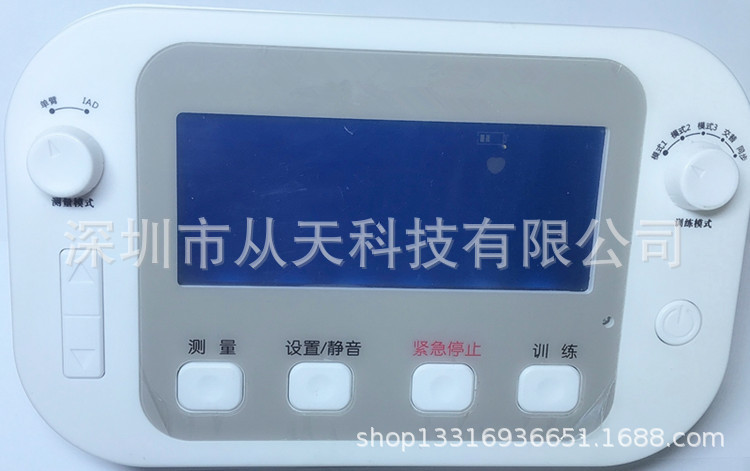 单臂 IAD
测量模式
模式1 模式2 模式3 交替 同步
训练模式
深圳市从天科技有限公司
测量 设置/静音 紧急停止 训练
shop13316936651.1688.com